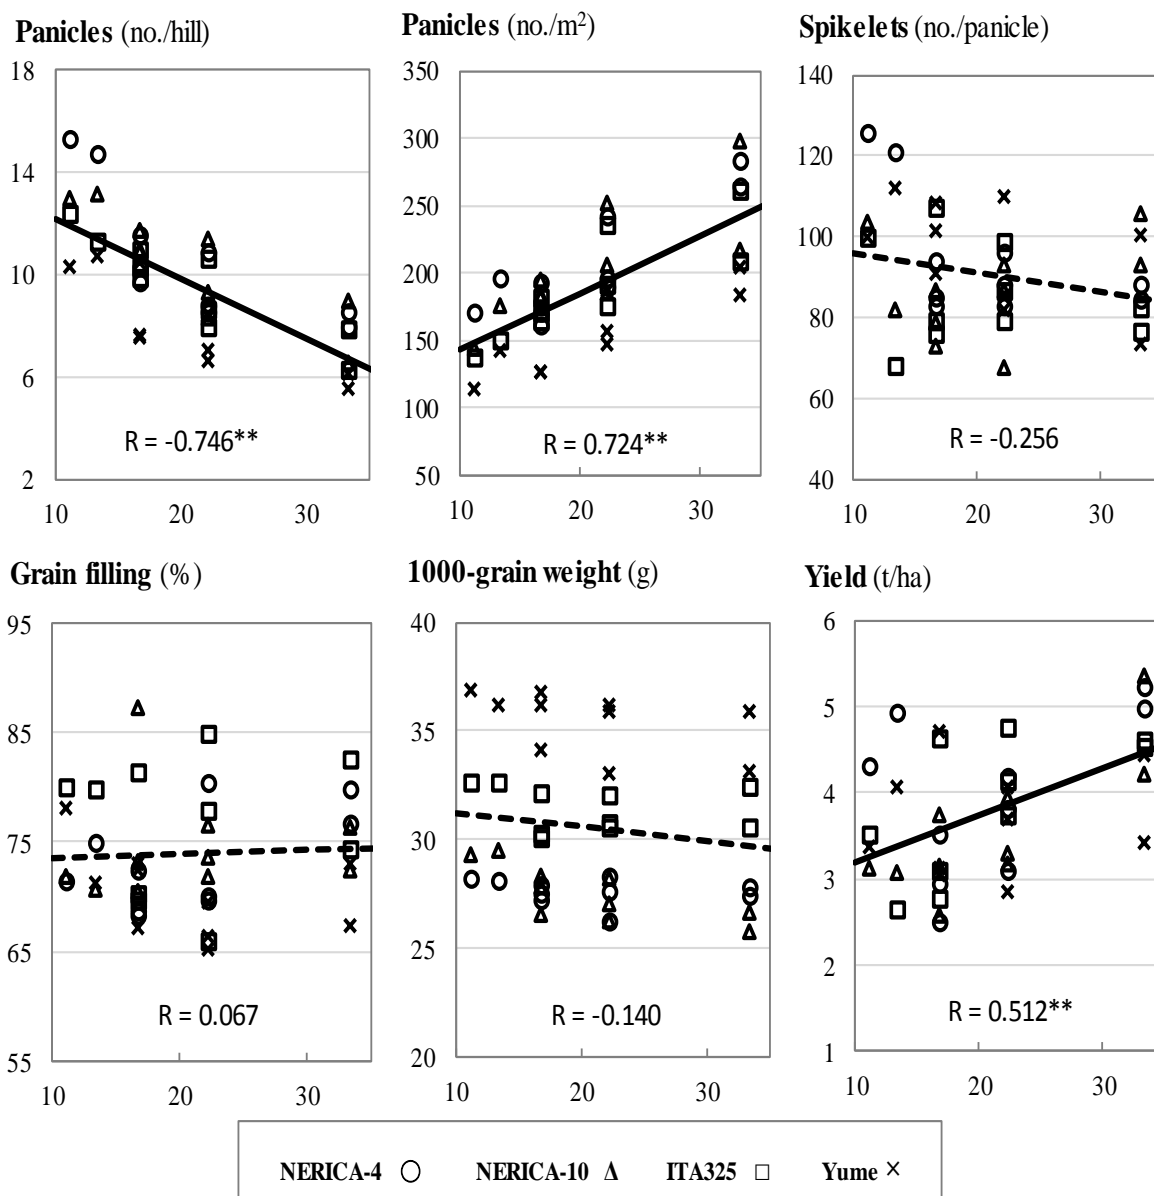 Panicles (no./hill)
18
14
10
6
2
R = -0.746**
10 20 30
Panicles (no./m²)
350
300
250
200
150
100
50
R = 0.724**
10 20 30
Spikelets (no./panicle)
140
120
100
80
60
40
R = -0.256
10 20 30
Grain filling (%)
95
85
75
65
55
R = 0.067
10 20 30
1000-grain weight (g)
40
35
30
25
20
R = -0.140
10 20 30
Yield (t/ha)
6
5
4
3
2
1
R = 0.512**
10 20 30
NERICA-4 NERICA-10 ITA325 Yume